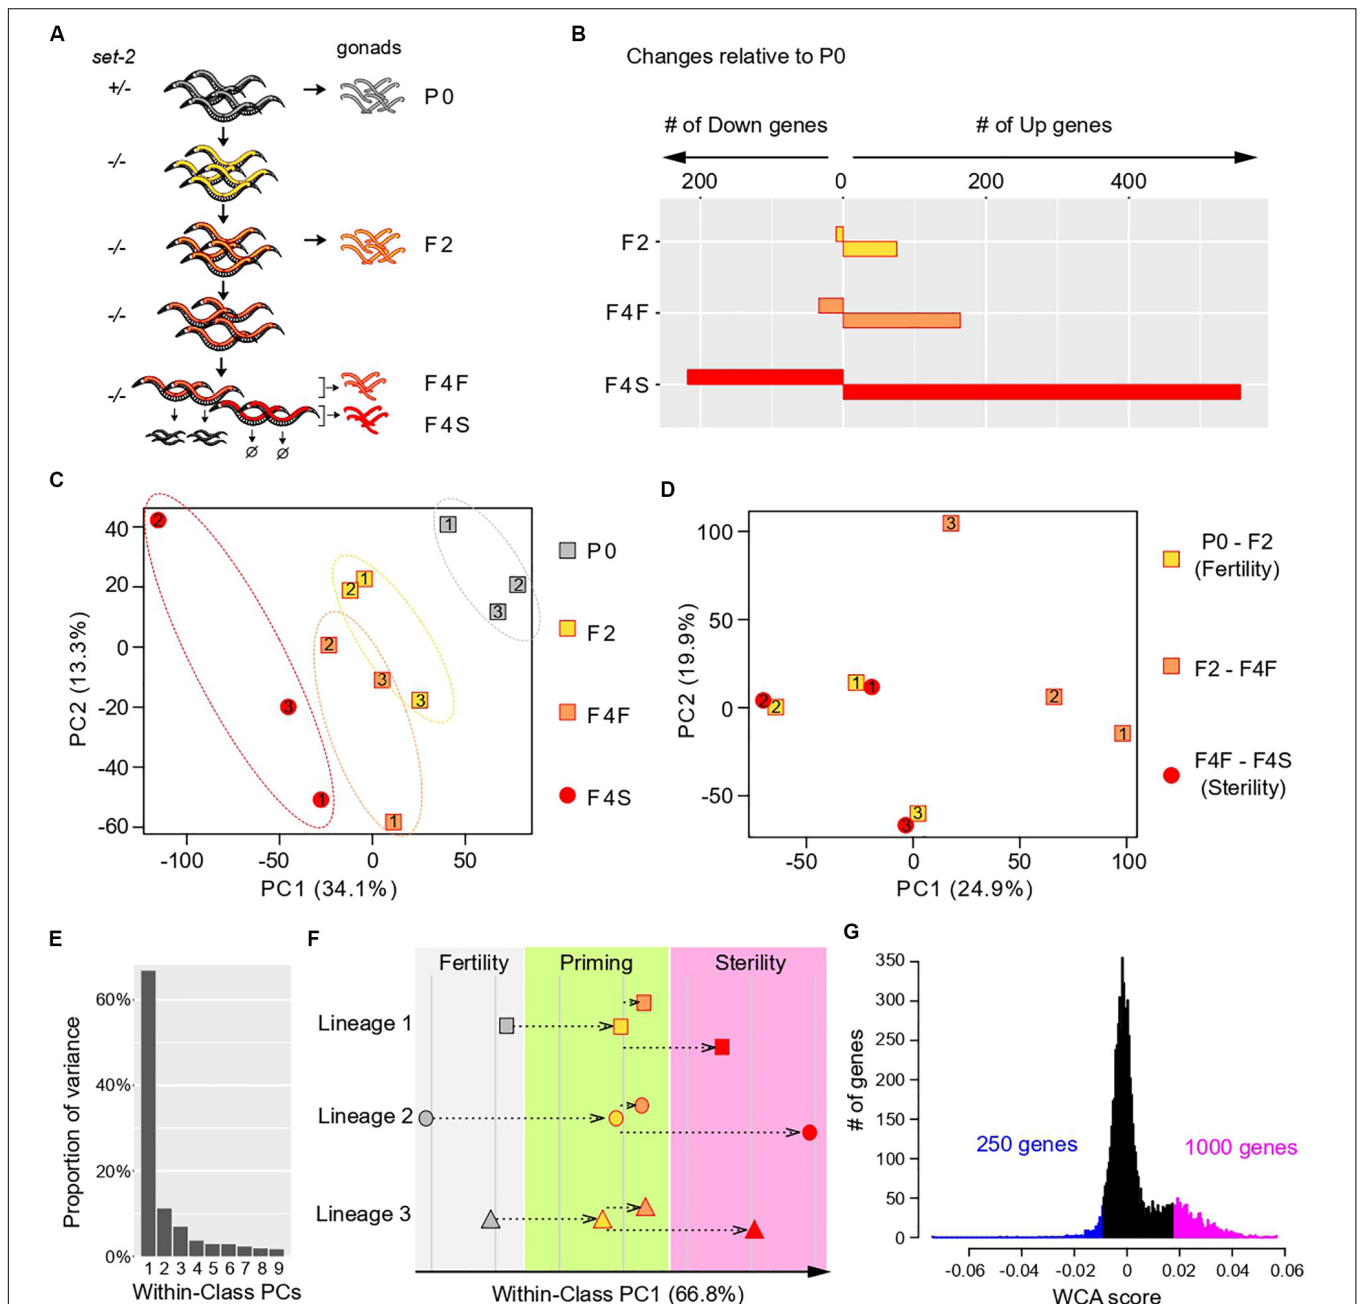 A
set-2
gonads
+/-
P0
-/-
-/-
F2
-/-
-/-
F4F
F4S
Ø Ø
B
Changes relative to P0
# of Down genes
# of Up genes
200 0 200 400
F2
F4F
F4S
C
PC2 (13.3%)
40
20
0
-20
-40
-60
-100 -50 0 50
PC1 (34.1%)
2
3
1
2
1
3
2
3
1
1
2
3
P0
F2
F4F
F4S
D
PC2 (19.9%)
100
50
0
-50
-50 0 50 100
PC1 (24.9%)
3
2
1
1
1
2
2
3
3
P0 - F2
(Fertility)
F2 - F4F
F4F - F4S
(Sterility)
E
Proportion of variance
60%
40%
20%
0%
1 2 3 4 5 6 7 8 9
Within-Class PCs
F
Fertility
Priming
Sterility
Lineage 1
Lineage 2
Lineage 3
Within-Class PC1 (66.8%)
G
# of genes
350
300
250
200
150
100
50
0
250 genes
1000 genes
-0.06 -0.04 -0.02 0 0.02 0.04 0.06
WCA score